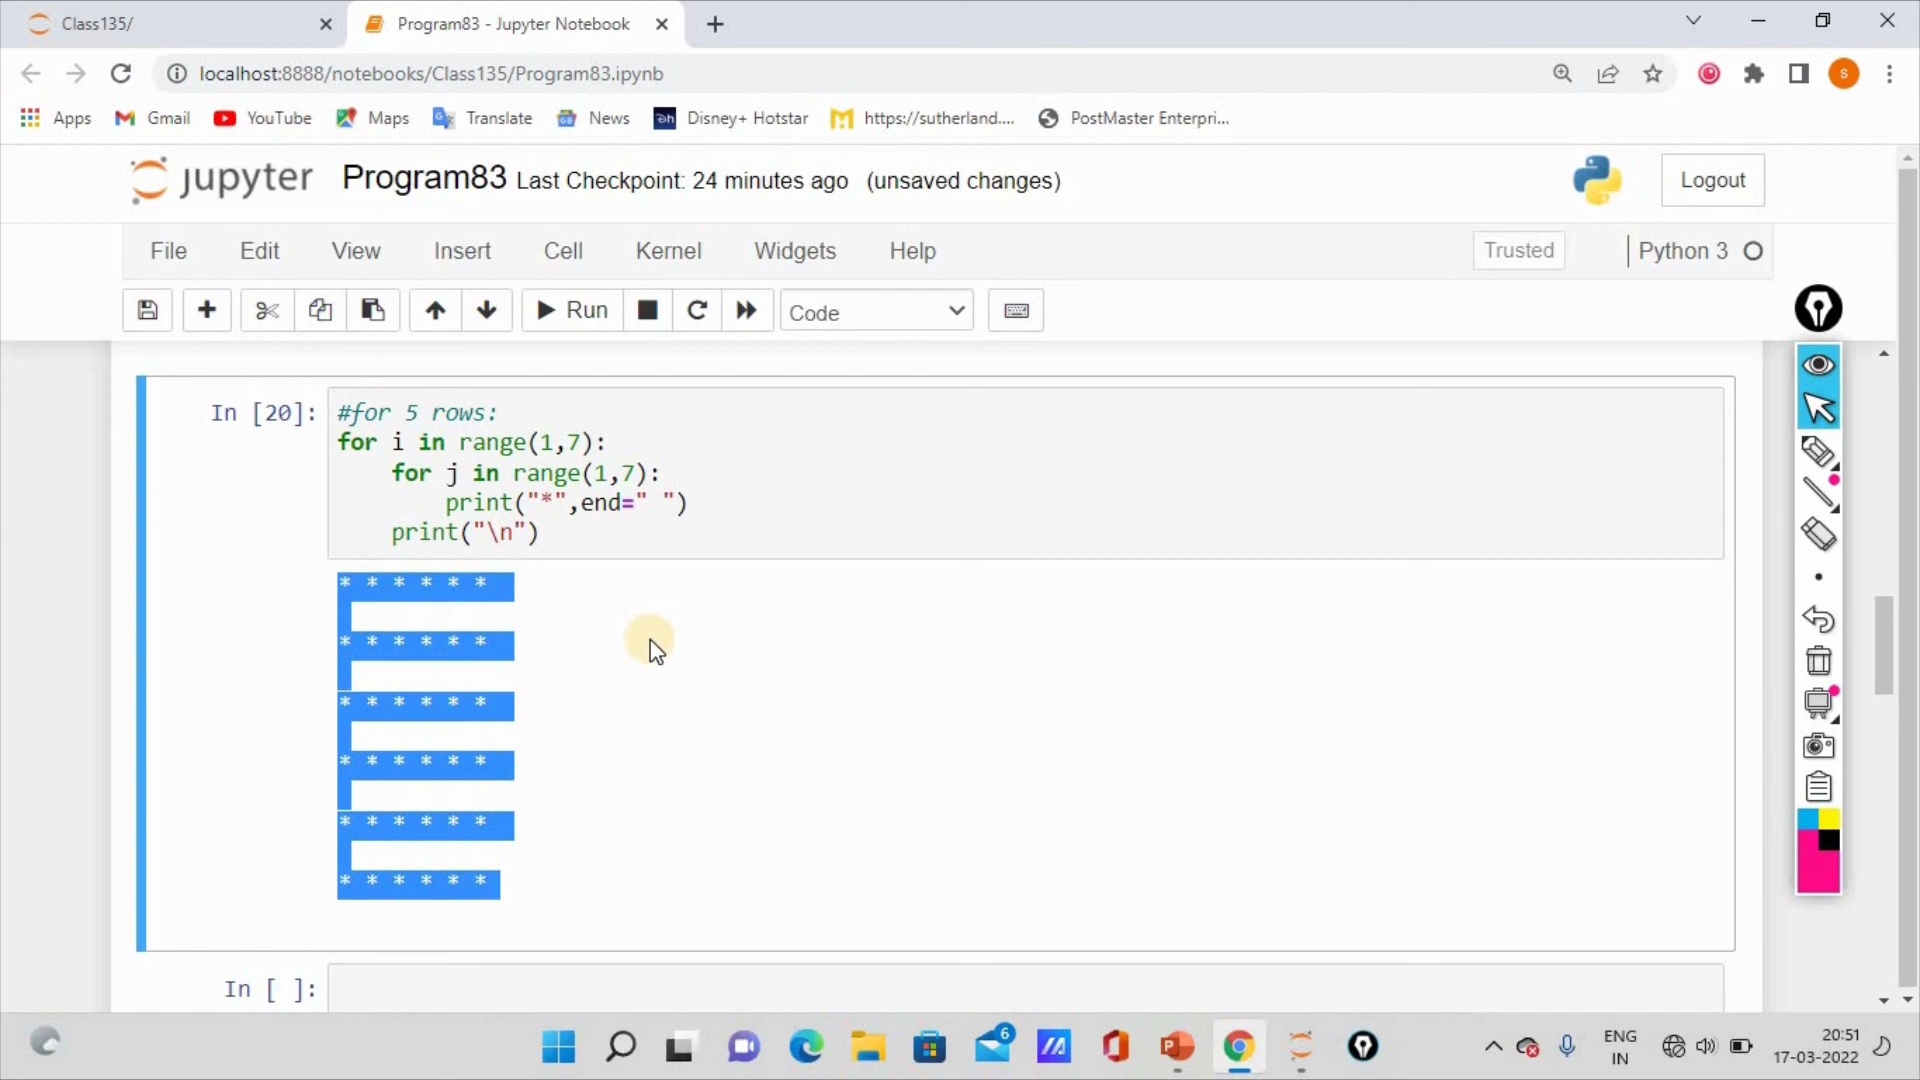 Class135/
Program83 - Jupyter Notebook
localhost:8888/notebooks/Class135/Program83.ipynb
S
Apps
Gmail
YouTube
Maps
Translate
News
Disney+ Hotstar
https://sutherland....
PostMaster Enterpri...
jupyter Program83 Last Checkpoint: 24 minutes ago (unsaved changes)
Logout
File Edit View Insert Cell Kernel Widgets Help
Trusted
Python 3
Run
Code
In [20]: #for 5 rows:
for i in range(1,7):
    for j in range(1,7):
        print("*",end=" ")
    print("\n")
* * * * * *
* * * * * *
* * * * * *
* * * * * *
* * * * * *
* * * * * *
In [ ]:
6
ENG
IN
20:51
17-03-2022